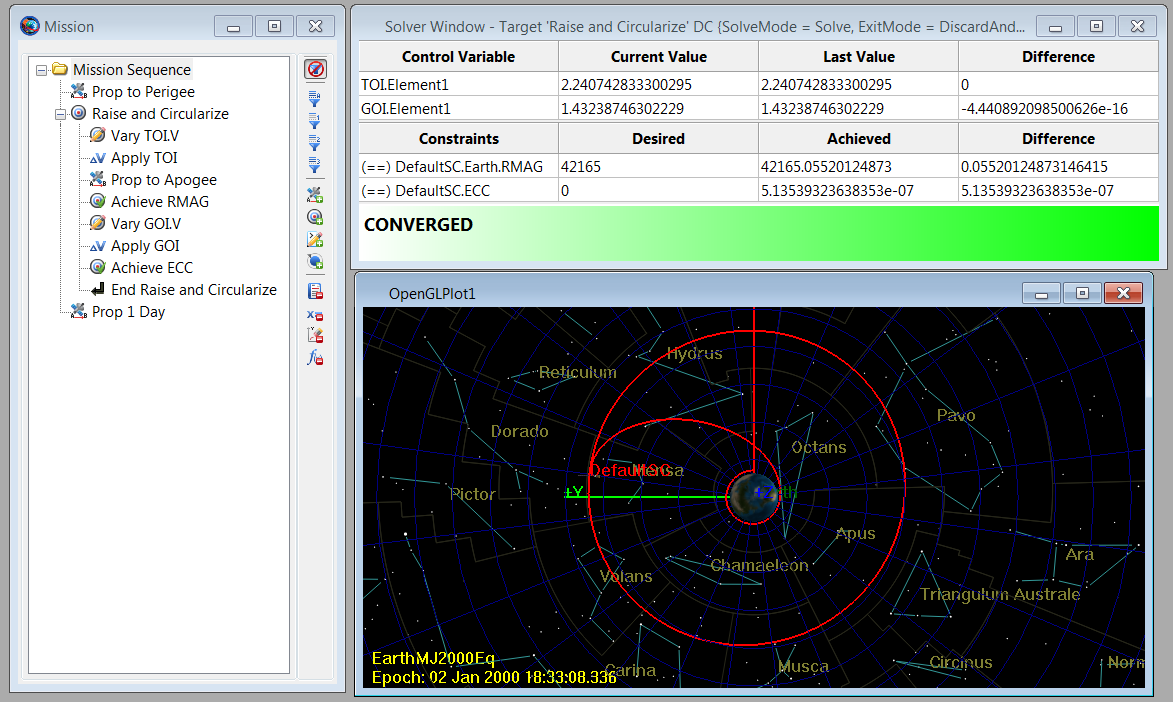 Mission
Mission Sequence
Prop to Perigee
Raise and Circularize
Vary TOI.V
Apply TOI
Prop to Apogee
Achieve RMAG
Vary GOI.V
Apply GOI
Achieve ECC
End Raise and Circularize
Prop 1 Day
Solver Window - Target 'Raise and Circularize' DC {SolveMode = Solve, ExitMode = DiscardAnd...
Control Variable Current Value Last Value Difference
TOI.Element1 2.240742833300295 2.240742833300295 0
GOI.Element1 1.43238746302229 1.43238746302229 -4.440892098500626e-16
Constraints Desired Achieved Difference
(==) DefaultSC.Earth.RMAG 42165 42165.05520124873 0.05520124873146415
(==) DefaultSC.ECC 0 5.13539323638353e-07 5.13539323638353e-07
CONVERGED
OpenGLPlot1
Hydrus
Reticulum
Pavo
Dorado
Octans
DefaultSC Mensa
Pictor +Y +Z
Apus
Ara
Chamaeleon
Volans
Triangulum Australe
EarthMJ2000Eq
Carina Musca Circinus Norm
Epoch: 02 Jan 2000 18:33:08.336